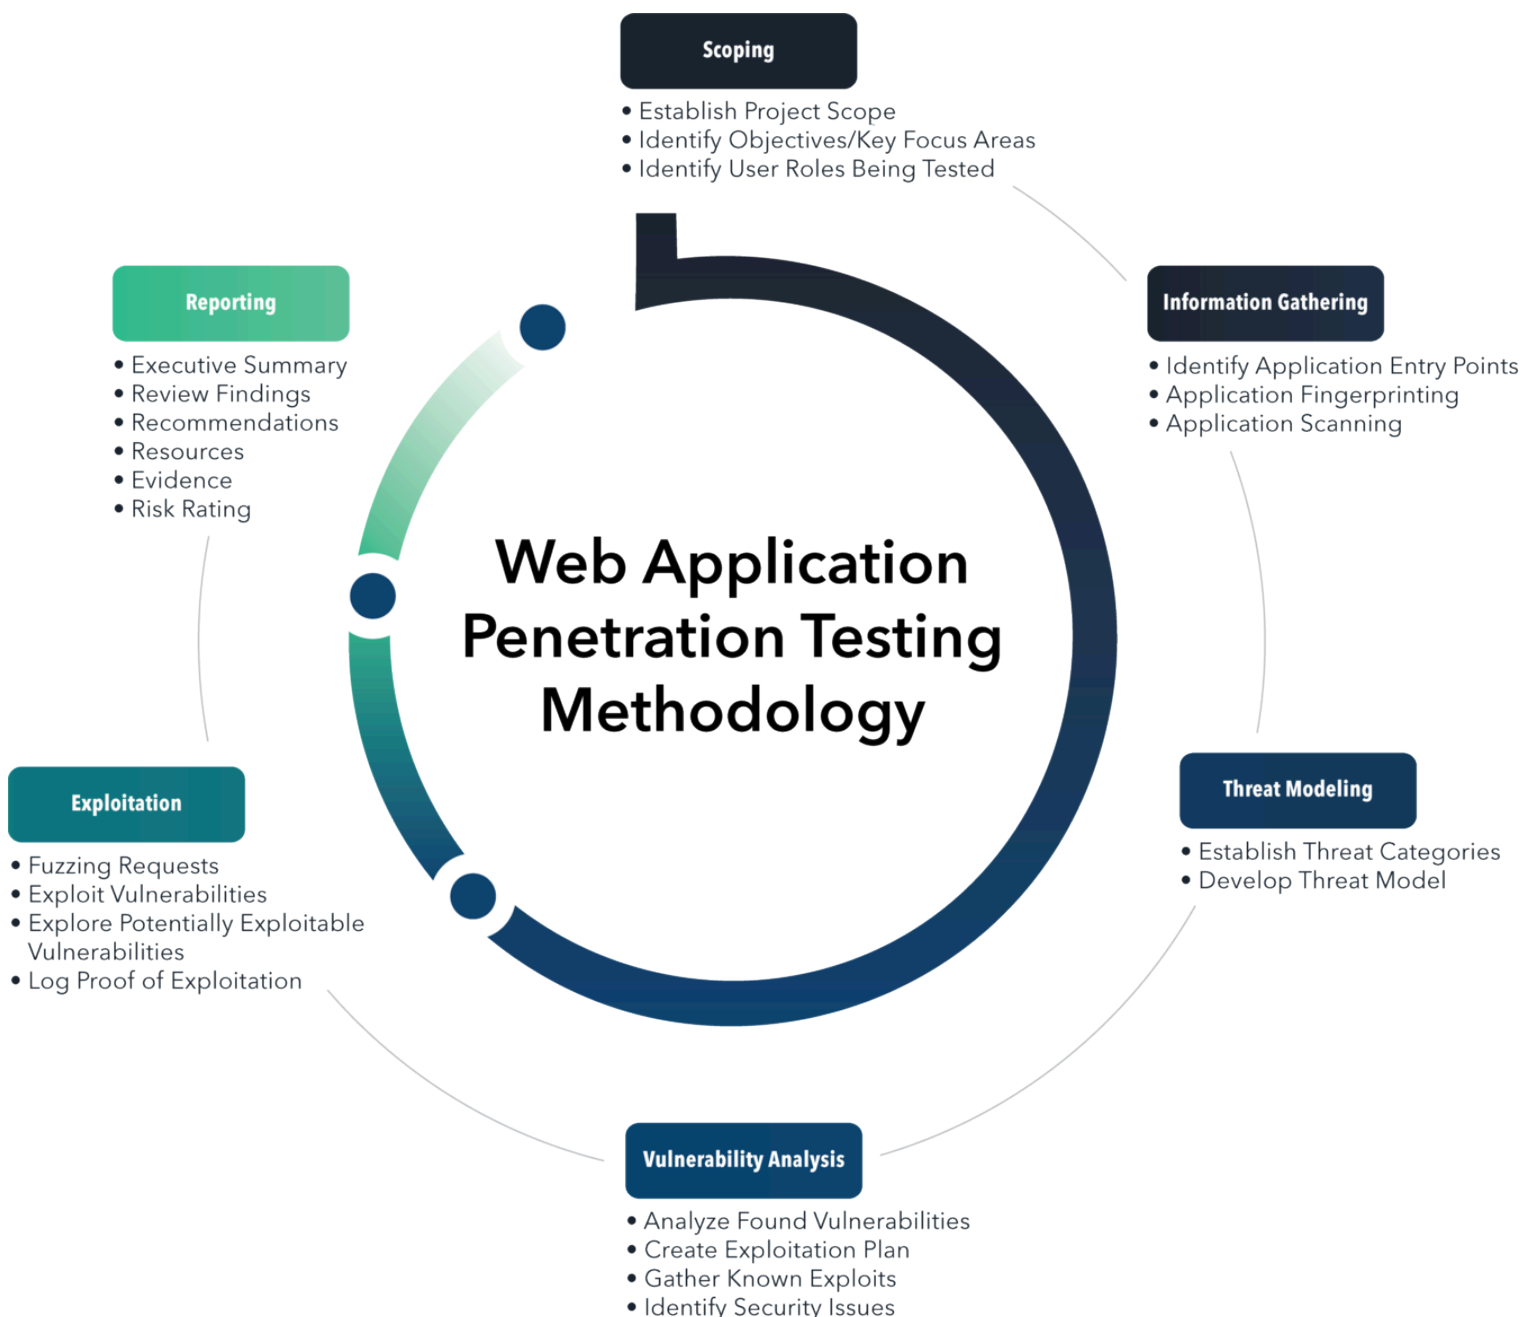 Scoping
• Establish Project Scope
• Identify Objectives/Key Focus Areas
• Identify User Roles Being Tested
Information Gathering
• Identify Application Entry Points
• Application Fingerprinting
• Application Scanning
Threat Modeling
• Establish Threat Categories
• Develop Threat Model
Vulnerability Analysis
• Analyze Found Vulnerabilities
• Create Exploitation Plan
• Gather Known Exploits
• Identify Security Issues
Exploitation
• Fuzzing Requests
• Exploit Vulnerabilities
• Explore Potentially Exploitable
Vulnerabilities
• Log Proof of Exploitation
Reporting
• Executive Summary
• Review Findings
• Recommendations
• Resources
• Evidence
• Risk Rating
Web Application
Penetration Testing
Methodology